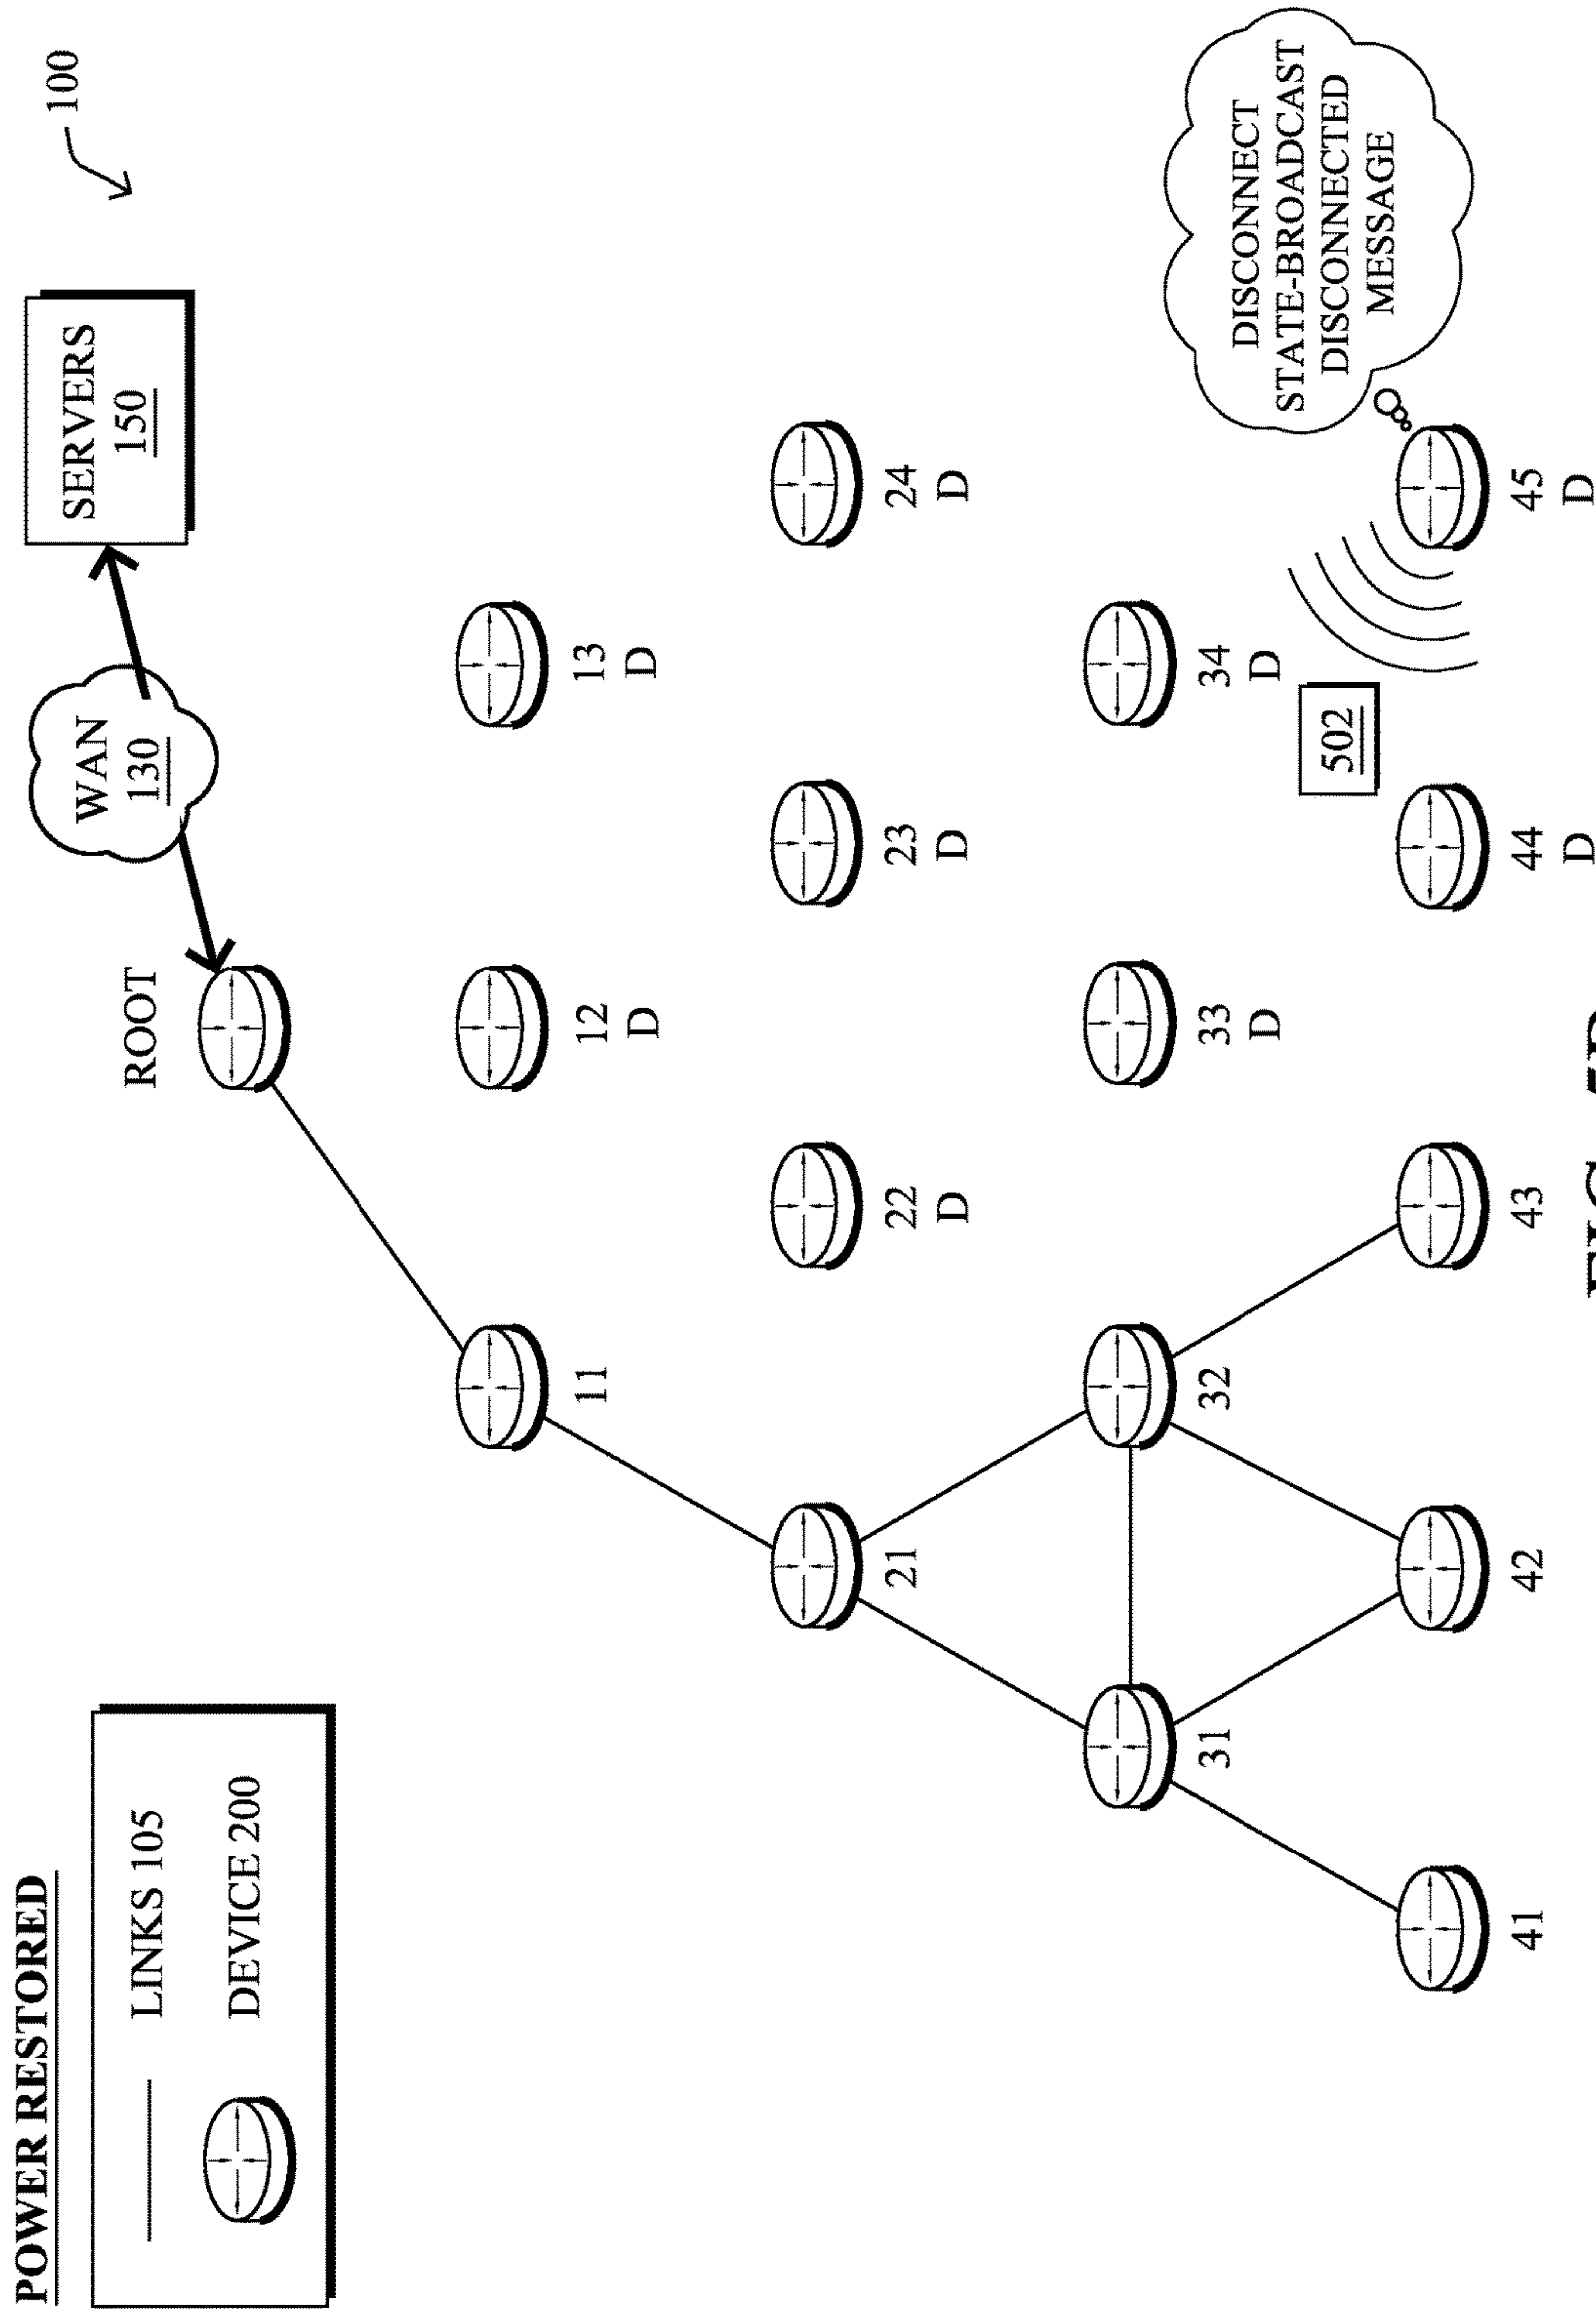 POWER RESTORED
LINKS 105
DEVICE 200
100
SERVERS
150
WAN
130
ROOT
11
12
D
13
D
21
22
D
23
D
24
D
31
32
33
D
34
D
502
DISCONNECT
STATE-BROADCAST
DISCONNECTED
MESSAGE
41
42
43
44
D
45
D
FIG.